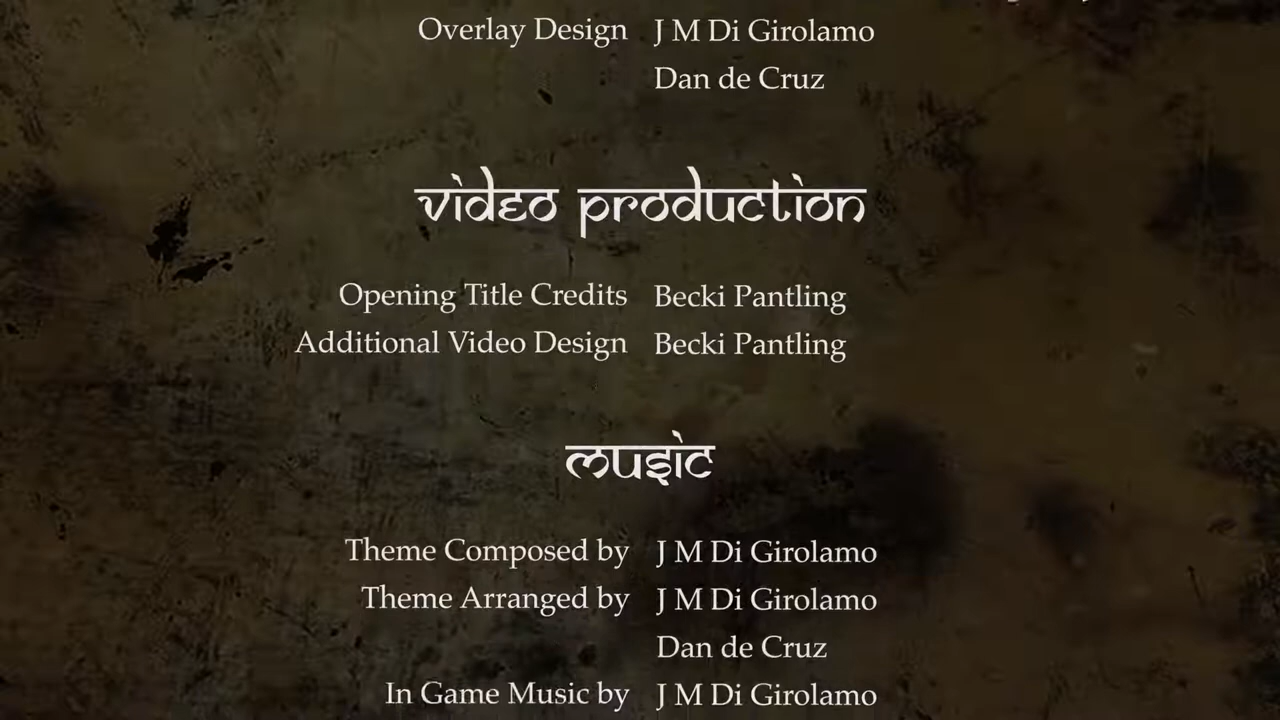 Overlay Design J M Di Girolamo
Dan de Cruz
video production
Opening Title Credits Becki Pantling
Additional Video Design Becki Pantling
music
Theme Composed by J M Di Girolamo
Theme Arranged by J M Di Girolamo
Dan de Cruz
In Game Music by J M Di Girolamo